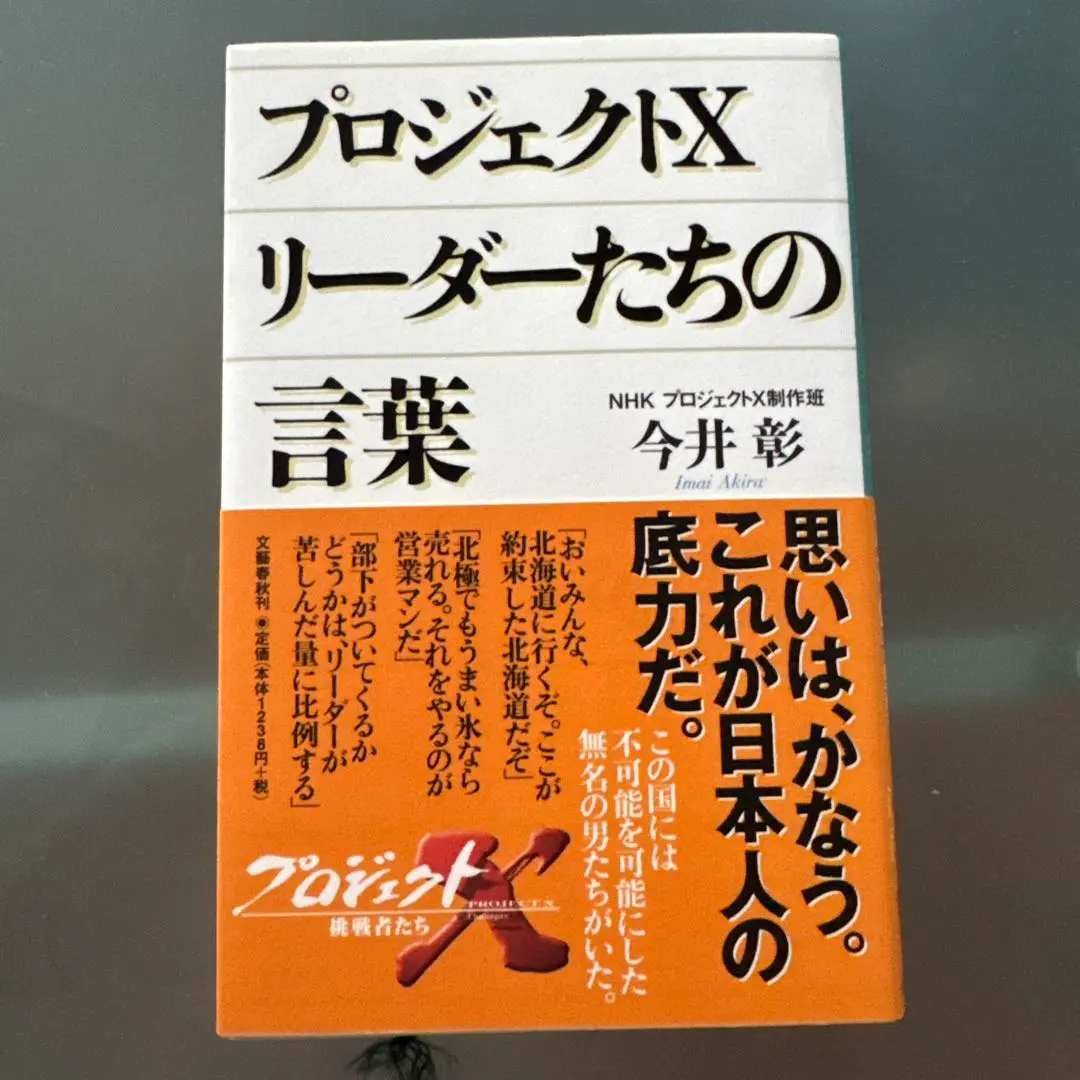 プロジェクトX
リーダーたちの
言葉
NHK プロジェクトX制作班
今井 彰
Imai Akira
思いは、かなう。
これが日本人の
底力だ。
この国には
不可能を可能にした
無名の男たちがいた。
「おいみんな、
北海道に行くぞ。ここが
約束した北海道だぞ」
「北極でもうまい氷なら
売れる。それをやるのが
営業マンだ」
「部下がついてくるか
どうかは、リーダーが
苦しんだ量に比例する」
文藝春秋刊 ◉定価(本体1238円+税)
プロジェクトX
PROJECT X
Challengers
挑戦者たち